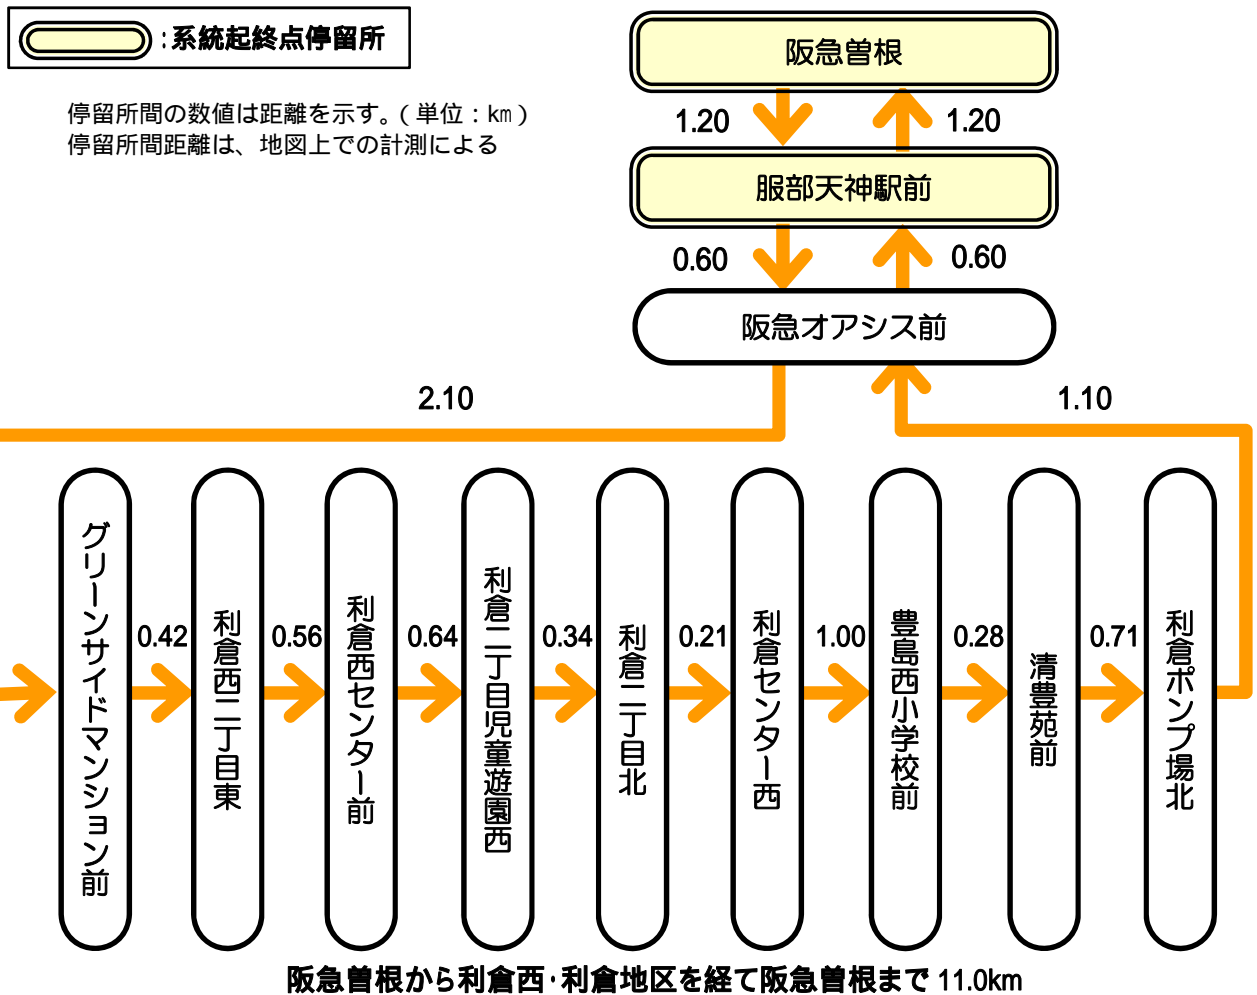 :系統起終点停留所
停留所間の数値は距離を示す。(単位:km)
停留所間距離は、地図上での計測による
阪急曽根
1.20
1.20
服部天神駅前
0.60
0.60
阪急オアシス前
2.10
1.10
グリーンサイドマンション前
0.42
利倉西二丁目東
0.56
利倉西センター前
0.64
利倉二丁目児童遊園西
0.34
利倉二丁目北
0.21
利倉センター西
1.00
豊島西小学校前
0.28
清豊苑前
0.71
利倉ポンプ場北
阪急曽根から利倉西・利倉地区を経て阪急曽根まで 11.0km